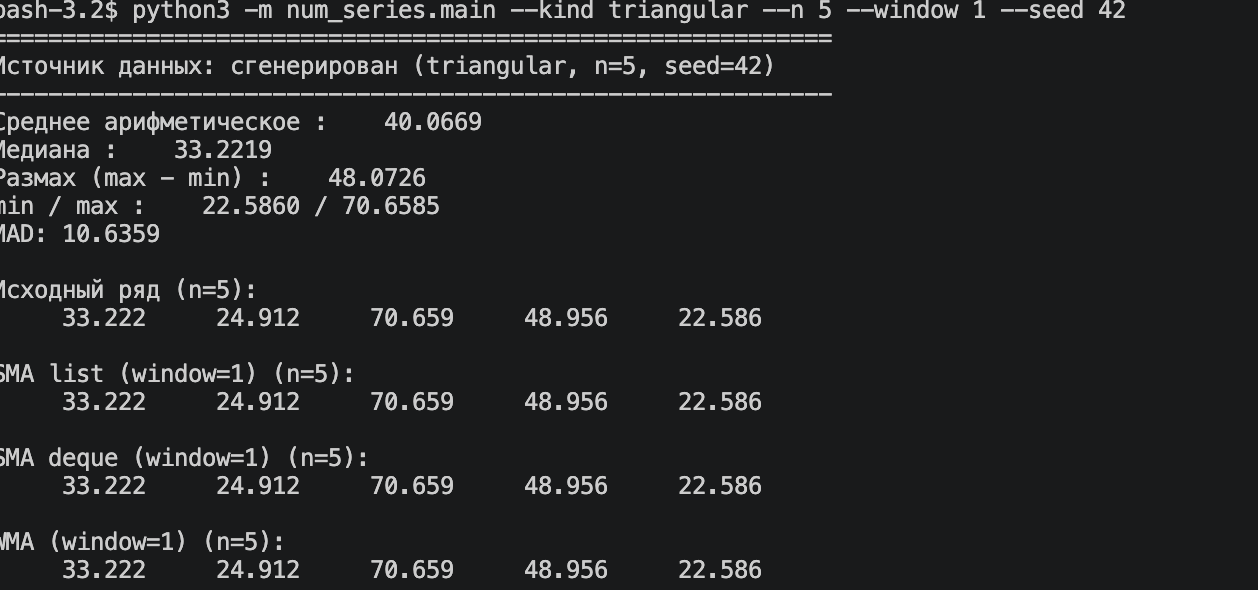 bash-3.2$ python3 -m num_series.main --kind triangular --n 5 --window 1 --seed 42
===========================================================
Источник данных: сгенерирован (triangular, n=5, seed=42)
-----------------------------------------------------------
Среднее арифметическое :    40.0669
Медиана :    33.2219
Размах (max - min) :    48.0726
min / max :    22.5860 / 70.6585
MAD: 10.6359
Исходный ряд (n=5):
33.222     24.912     70.659     48.956     22.586
SMA list (window=1) (n=5):
33.222     24.912     70.659     48.956     22.586
SMA deque (window=1) (n=5):
33.222     24.912     70.659     48.956     22.586
WMA (window=1) (n=5):
33.222     24.912     70.659     48.956     22.586